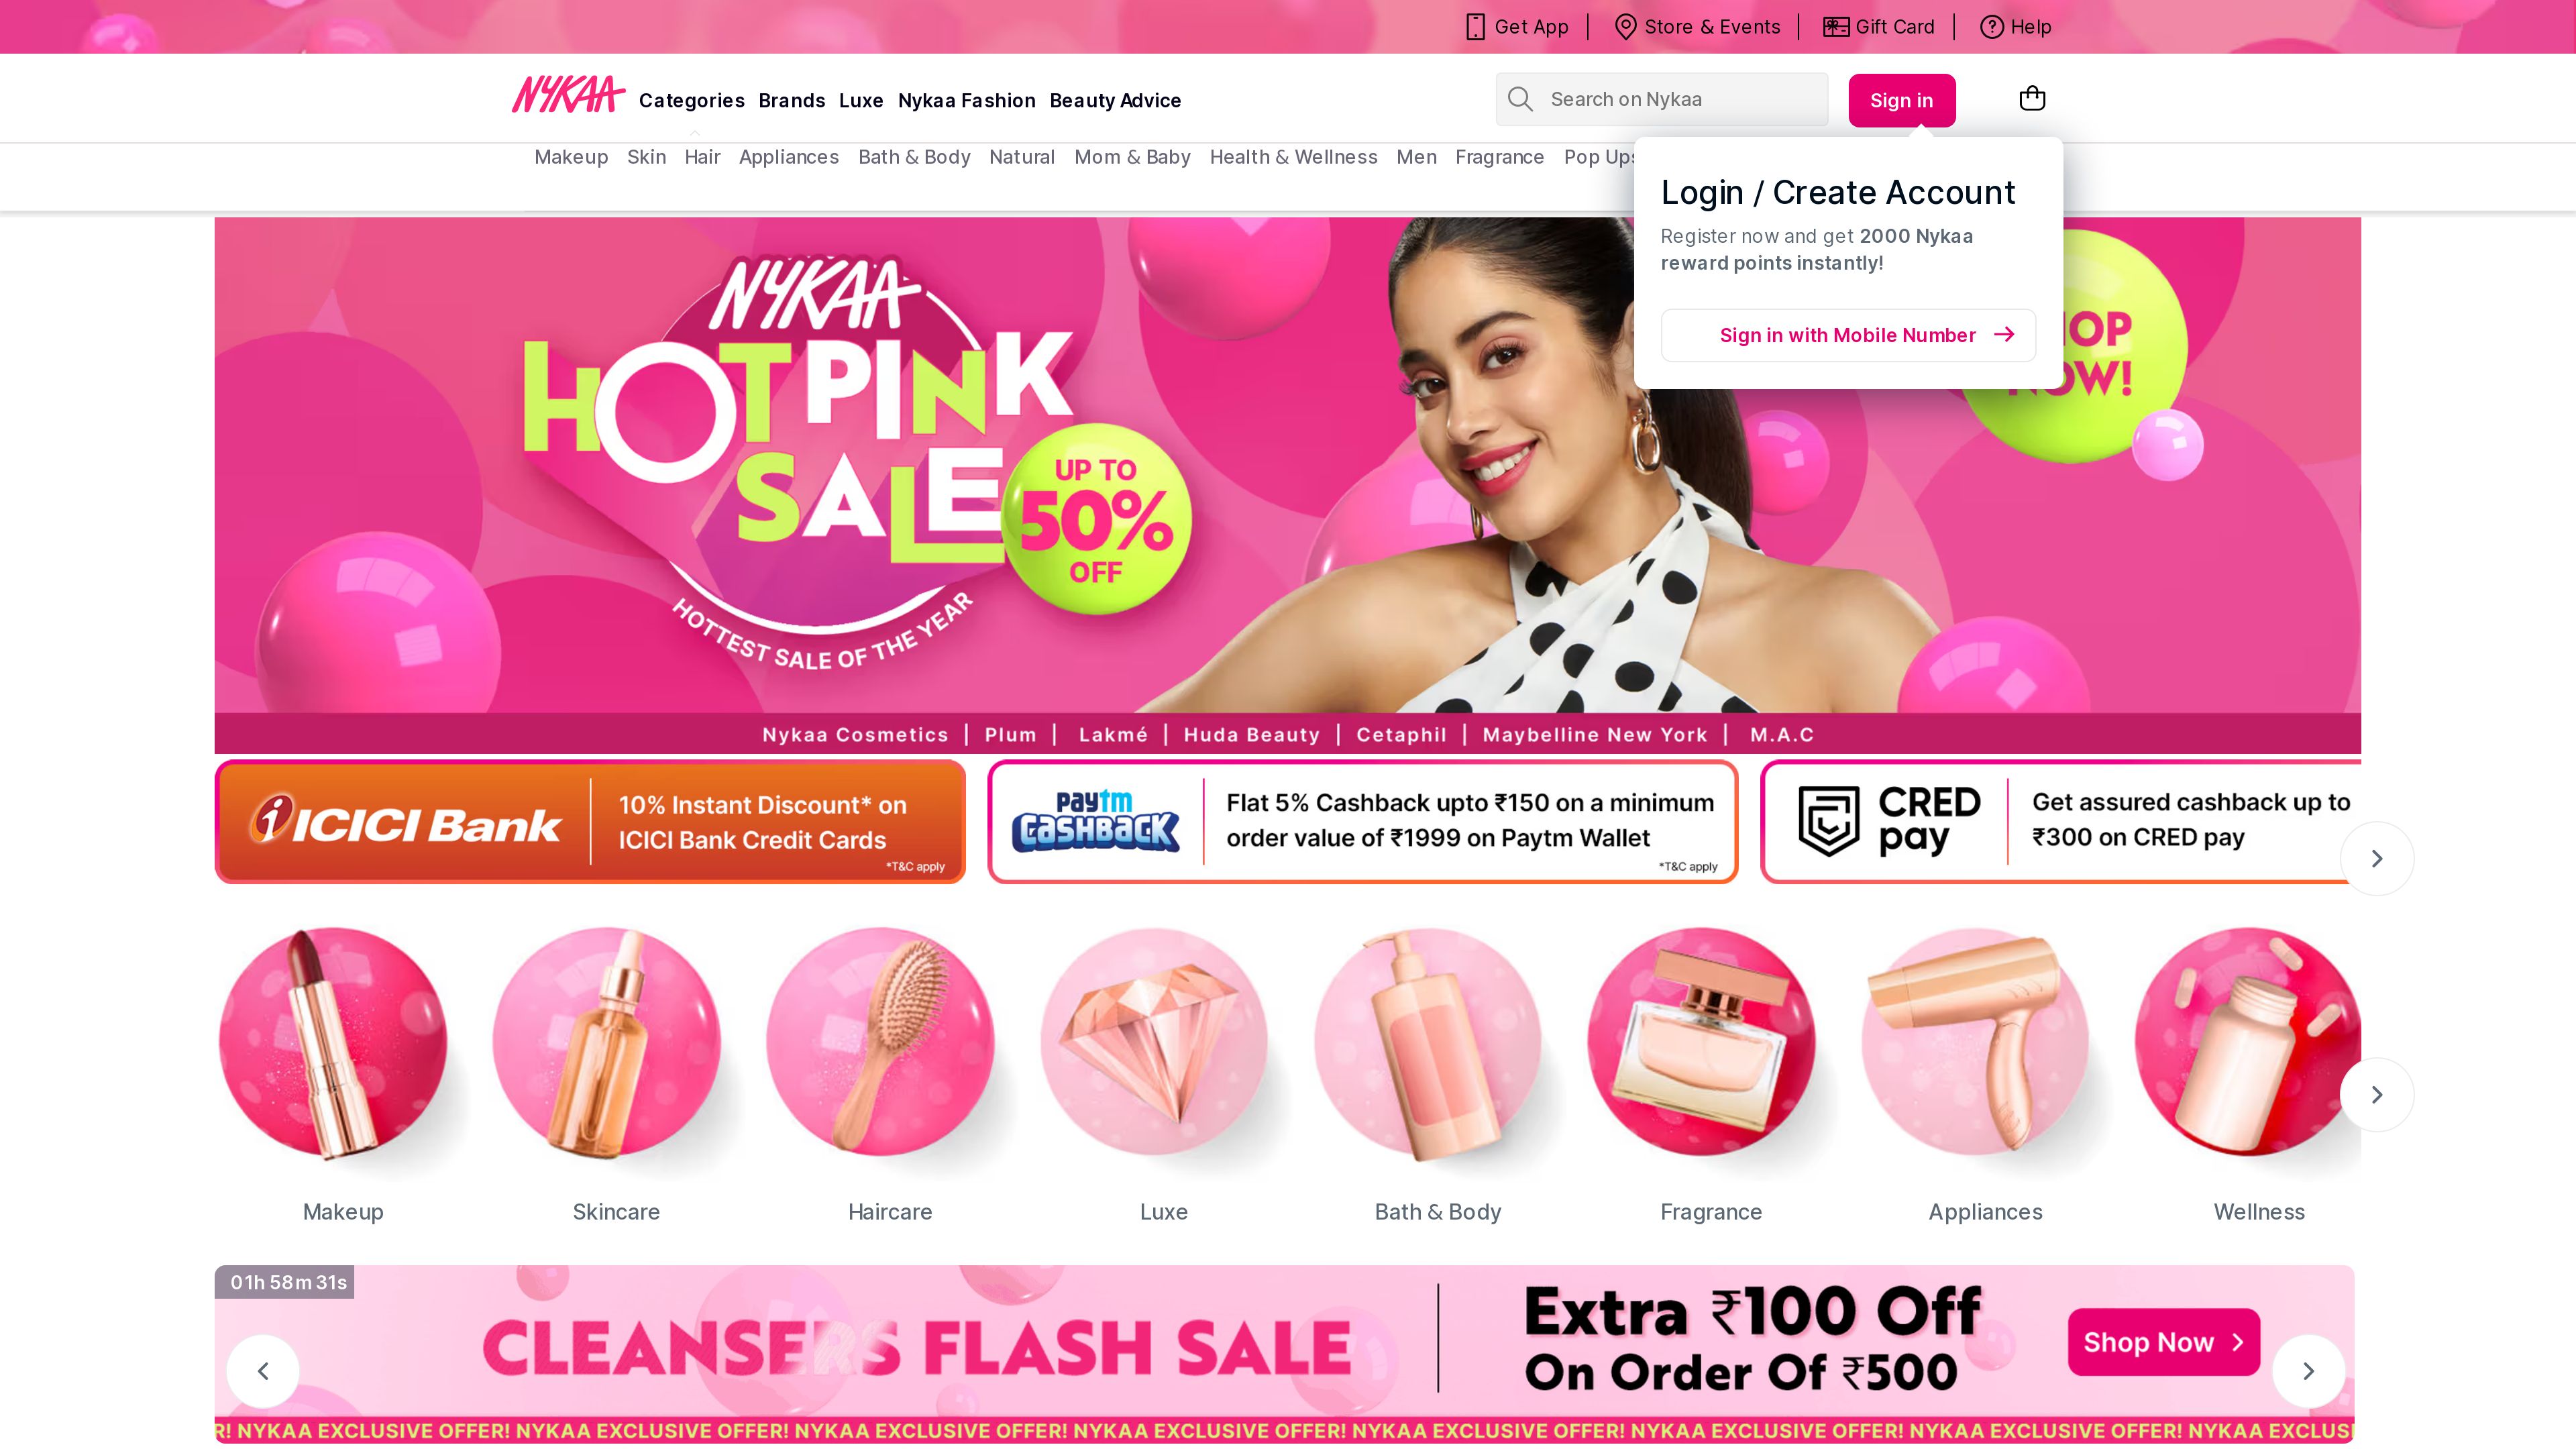 Get App
Store & Events
Gift Card
Help
NYKAA
Categories
Brands
Luxe
Nykaa Fashion
Beauty Advice
Search on Nykaa
Sign in
Makeup
Skin
Hair
Appliances
Bath & Body
Natural
Mom & Baby
Health & Wellness
Men
Fragrance
Pop Ups
Login / Create Account
Register now and get 2000 Nykaa
reward points instantly!
Sign in with Mobile Number
NYKAA
HOT PINK
SALE
UP TO
50%
OFF
HOTTEST SALE OF THE YEAR
Nykaa Cosmetics | Plum | Lakmé | Huda Beauty | Cetaphil | Maybelline New York | M.A.C
ICICI Bank
10% Instant Discount* on
ICICI Bank Credit Cards
*T&C apply
paytm
CASHBACK
Flat 5% Cashback upto ₹150 on a minimum
order value of ₹1999 on Paytm Wallet
*T&C apply
CRED
pay
Get assured cashback up to
₹300 on CRED pay
Makeup
Skincare
Haircare
Luxe
Bath & Body
Fragrance
Appliances
Wellness
01h 58m 31s
CLEANSERS FLASH SALE
Extra ₹100 Off
On Order Of ₹500
Shop Now
R! NYKAA EXCLUSIVE OFFER! NYKAA EXCLUSIVE OFFER! NYKAA EXCLUSIVE OFFER! NYKAA EXCLUSIVE OFFER! NYKAA EXCLUSIVE OFFER! NYKAA EXCLUSIVE OFFER! NYKAA EXCLUSIVE OFFER! NYKAA EXCLUS